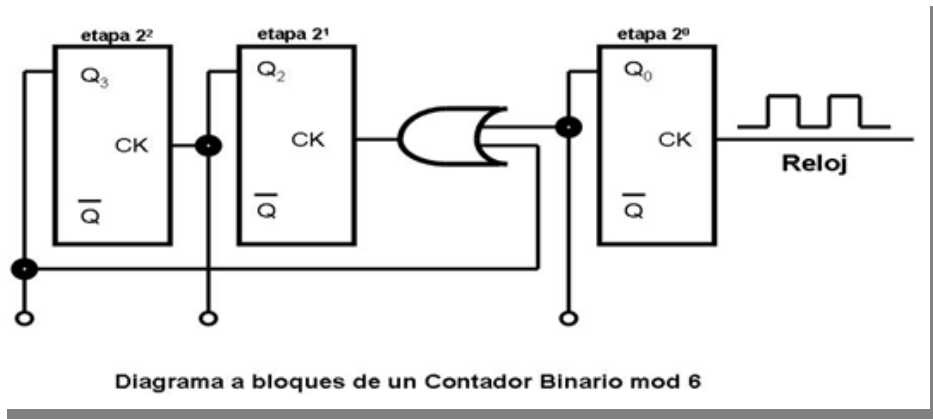 etapa 2² etapa 2¹ etapa 2⁰
Q₃ Q₂ Q₀
CK CK CK
Reloj
Q̅ Q̅ Q̅
Diagrama a bloques de un Contador Binario mod 6